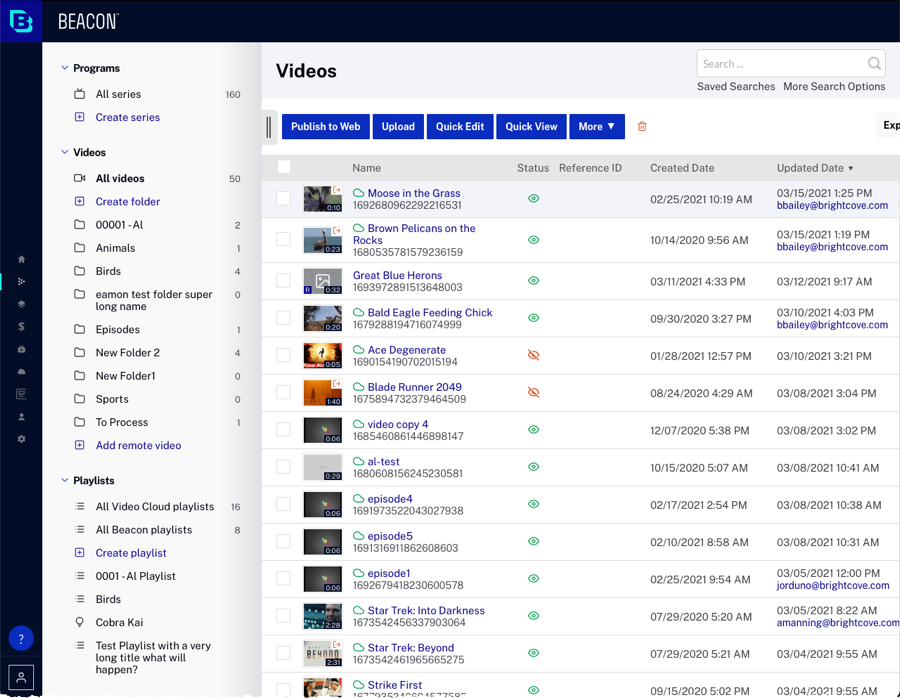 BEACON
Programs
All series 160
Create series
Videos
All videos 50
Create folder
00001 - Al 2
Animals 1
Birds 4
eamon test folder super 0
long name
Episodes 1
New Folder 2 4
New Folder1 0
Sports 0
To Process 1
Add remote video
Playlists
All Video Cloud playlists 16
All Beacon playlists 8
Create playlist
0001 - Al Playlist
Birds
Cobra Kai
Test Playlist with a very
long title what will
happen?
?
Videos
Search ...
Saved Searches More Search Options
Publish to Web Upload Quick Edit Quick View More ▼ Exp
Name Status Reference ID Created Date Updated Date ▼
0:10 Moose in the Grass 02/25/2021 10:19 AM 03/15/2021 1:25 PM
1692680962292216531 bbailey@brightcove.com
0:23 Brown Pelicans on the
Rocks 10/14/2020 9:56 AM 03/15/2021 1:19 PM
1680535781579236159 bbailey@brightcove.com
R 0:32 Great Blue Herons 03/11/2021 4:33 PM 03/12/2021 9:17 AM
1693972891513648003
0:20 Bald Eagle Feeding Chick 09/30/2020 3:27 PM 03/10/2021 4:03 PM
1679288194716074999 bbailey@brightcove.com
0:05 Ace Degenerate 01/28/2021 12:57 PM 03/10/2021 3:21 PM
1690154190702015194
1:40 Blade Runner 2049 08/24/2020 4:29 AM 03/08/2021 3:04 PM
1675894732379464509
0:06 video copy 4 12/07/2020 5:38 PM 03/08/2021 3:02 PM
1685460861446898147
0:29 al-test 10/15/2020 5:07 AM 03/08/2021 10:41 AM
1680608156245230581
0:06 episode4 02/17/2021 2:54 PM 03/08/2021 10:38 AM
1691973522043027938
0:06 episode5 02/10/2021 8:58 AM 03/08/2021 10:31 AM
1691316911862608603
0:06 episode1 02/25/2021 9:54 AM 03/05/2021 12:00 PM
1692679418230600578 jorduno@brightcove.com
2:28 Star Trek: Into Darkness 07/29/2020 5:20 AM 03/05/2021 8:22 AM
1673542456337903064 amanning@brightcove.com
BEYOND 2:31 Star Trek: Beyond 07/29/2020 5:21 AM 03/04/2021 9:55 AM
1673542461965665275
Strike First 09/15/2020 5:02 PM 03/04/2021 9:55 AM